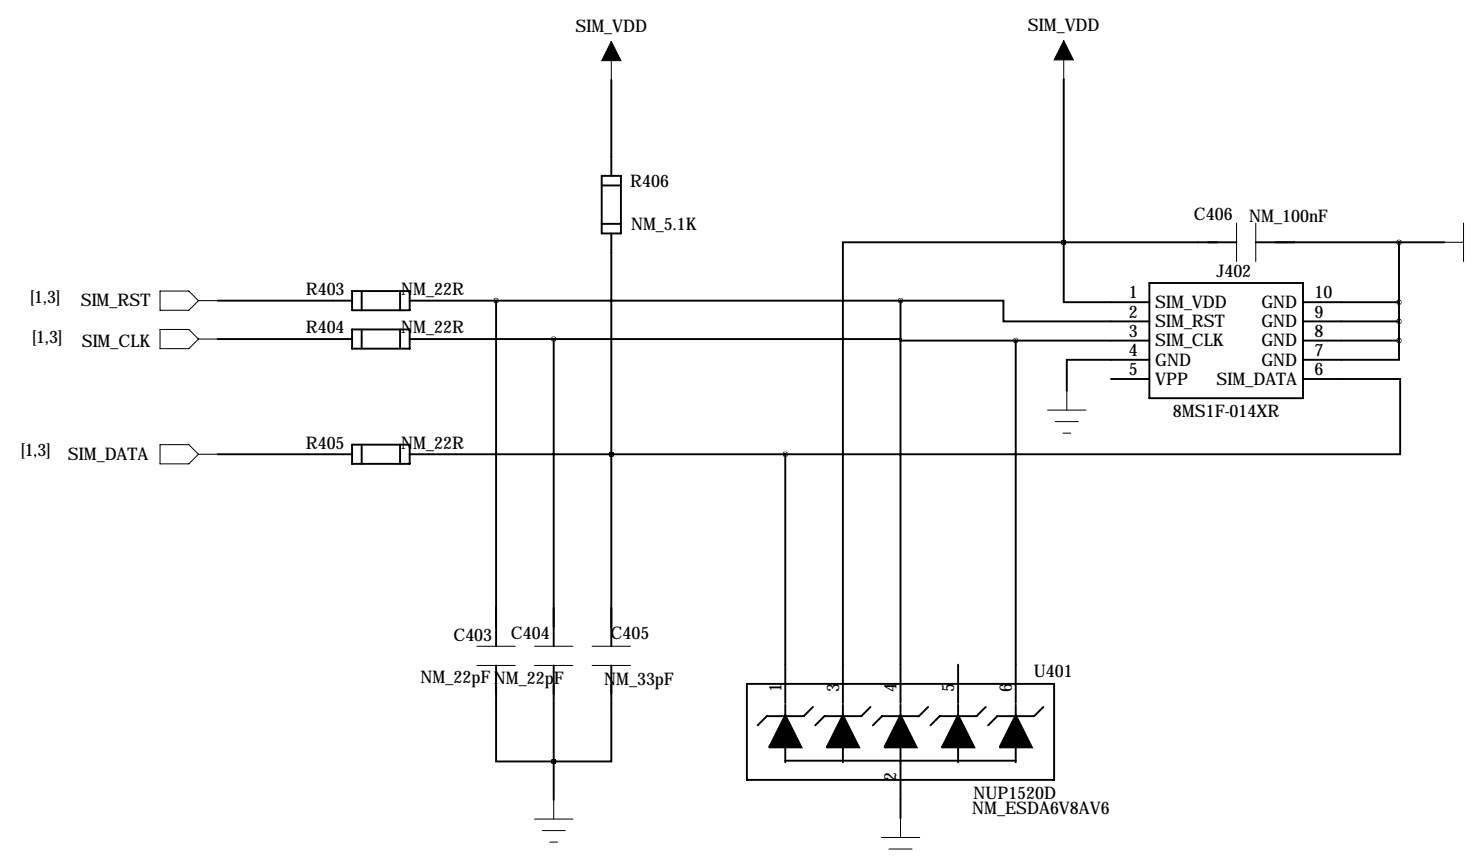 SIM_VDD
SIM_VDD
R406
NM_5.1K
C406
NM_100nF
J402
[1,3] SIM_RST
R403
NM_22R
[1,3] SIM_CLK
R404
NM_22R
1 SIM_VDD GND 10
2 SIM_RST GND 9
3 SIM_CLK GND 8
4 GND GND 7
5 VPP SIM_DATA 6
8MS1F-014XR
[1,3] SIM_DATA
R405
NM_22R
C403
C404
C405
NM_22pF
NM_22pF
NM_33pF
U401
1 3 4 5 6
2
NUP1520D
NM_ESDA6V8AV6